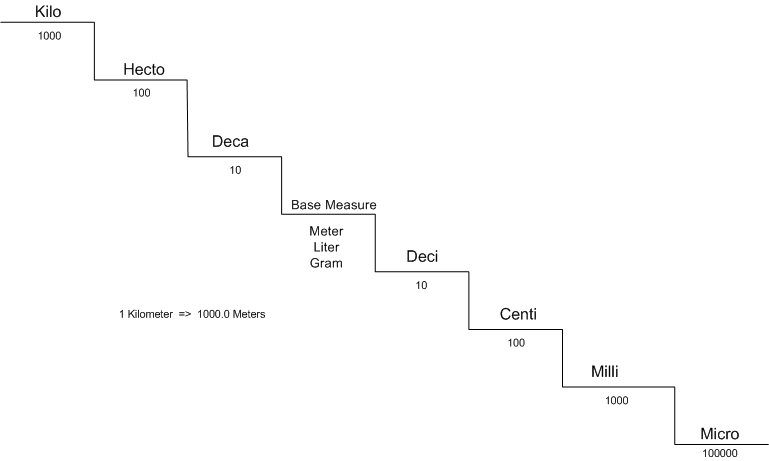 Kilo
1000
Hecto
100
Deca
10
Base Measure
Meter
Liter
Gram
Deci
10
1 Kilometer => 1000.0 Meters
Centi
100
Milli
1000
Micro
100000